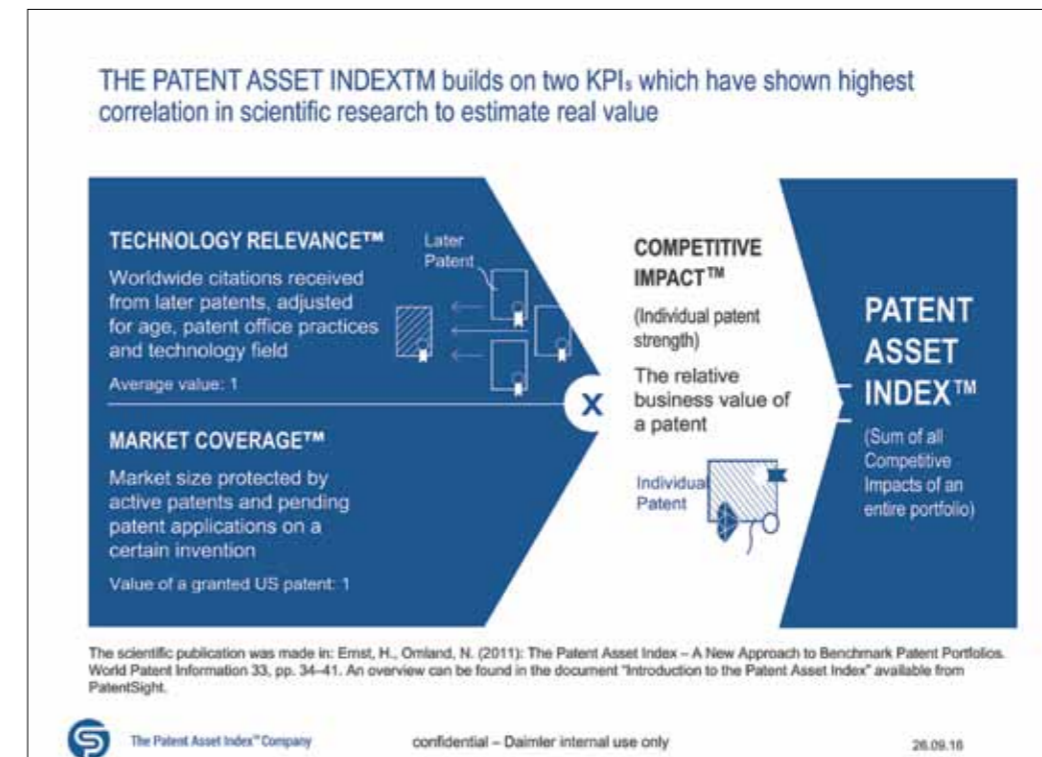 THE PATENT ASSET INDEXTM builds on two KPIs which have shown highest
correlation in scientific research to estimate real value
TECHNOLOGY RELEVANCE™
Worldwide citations received
from later patents, adjusted
for age, patent office practices
and technology field
Average value: 1
Later
Patent
MARKET COVERAGE™
Market size protected by
active patents and pending
patent applications on a
certain invention
Value of a granted US patent: 1
X
COMPETITIVE
IMPACT™
(Individual patent
strength)
The relative
business value of
a patent
Individual
Patent
PATENT
ASSET
INDEX™
(Sum of all
Competitive
Impacts of an
entire portfolio)
The scientific publication was made in: Ernst, H., Omland, N. (2011): The Patent Asset Index – A New Approach to Benchmark Patent Portfolios.
World Patent Information 33, pp. 34–41. An overview can be found in the document "Introduction to the Patent Asset Index" available from
PatentSight.
The Patent Asset Index™ Company
confidential – Daimler internal use only
26.09.16